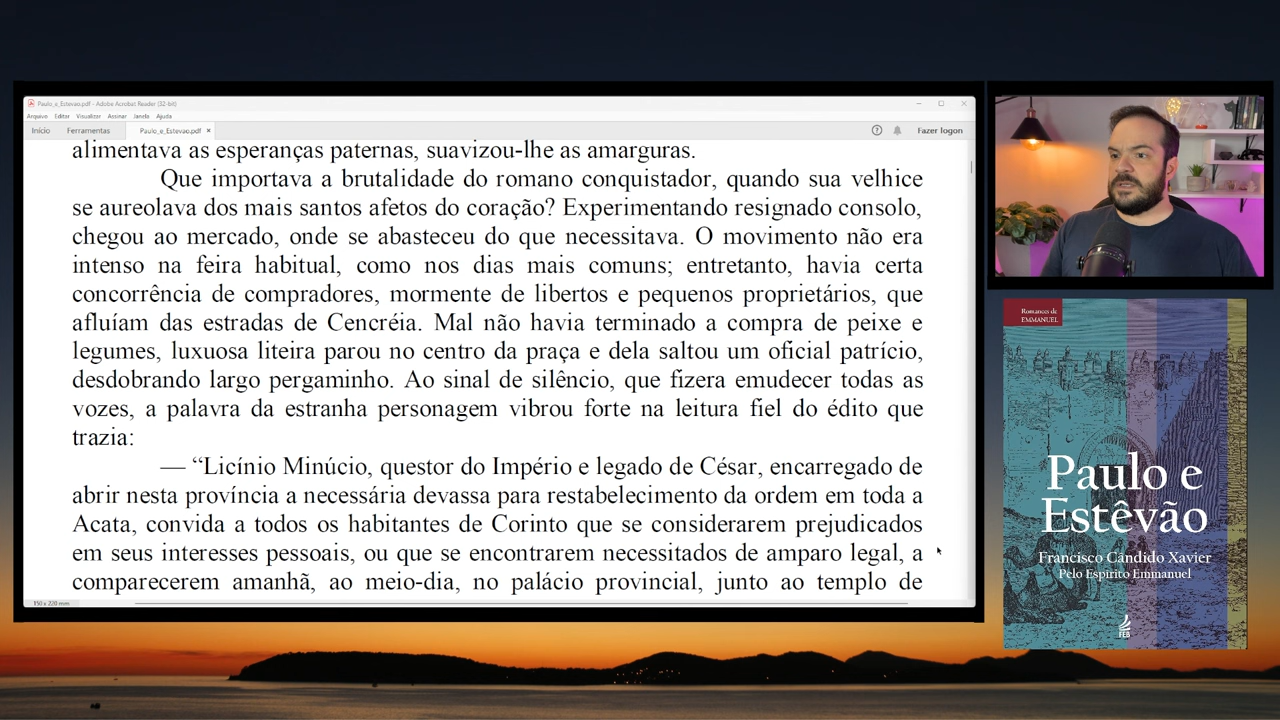 Paulo_e_Estevao.pdf - Adobe Acrobat Reader (32-bit)
Arquivo Editar Visualizar Assinar Janela Ajuda
Início Ferramentas Paulo_e_Estevao.pdf × Fazer logon
alimentava as esperanças paternas, suavizou-lhe as amarguras.
Que importava a brutalidade do romano conquistador, quando sua velhice
se aureolava dos mais santos afetos do coração? Experimentando resignado consolo,
chegou ao mercado, onde se abasteceu do que necessitava. O movimento não era
intenso na feira habitual, como nos dias mais comuns; entretanto, havia certa
concorrência de compradores, mormente de libertos e pequenos proprietários, que
afluíam das estradas de Cencréia. Mal não havia terminado a compra de peixe e
legumes, luxuosa liteira parou no centro da praça e dela saltou um oficial patrício,
desdobrando largo pergaminho. Ao sinal de silêncio, que fizera emudecer todas as
vozes, a palavra da estranha personagem vibrou forte na leitura fiel do édito que
trazia:
— “Licínio Minúcio, questor do Império e legado de César, encarregado de
abrir nesta província a necessária devassa para restabelecimento da ordem em toda a
Acata, convida a todos os habitantes de Corinto que se considerarem prejudicados
em seus interesses pessoais, ou que se encontrarem necessitados de amparo legal, a
comparecerem amanhã, ao meio-dia, no palácio provincial, junto ao templo de
150 x 220 mm
Romances de
EMMANUEL
Paulo e
Estêvão
Francisco Cândido Xavier
Pelo Espírito Emmanuel
FEB